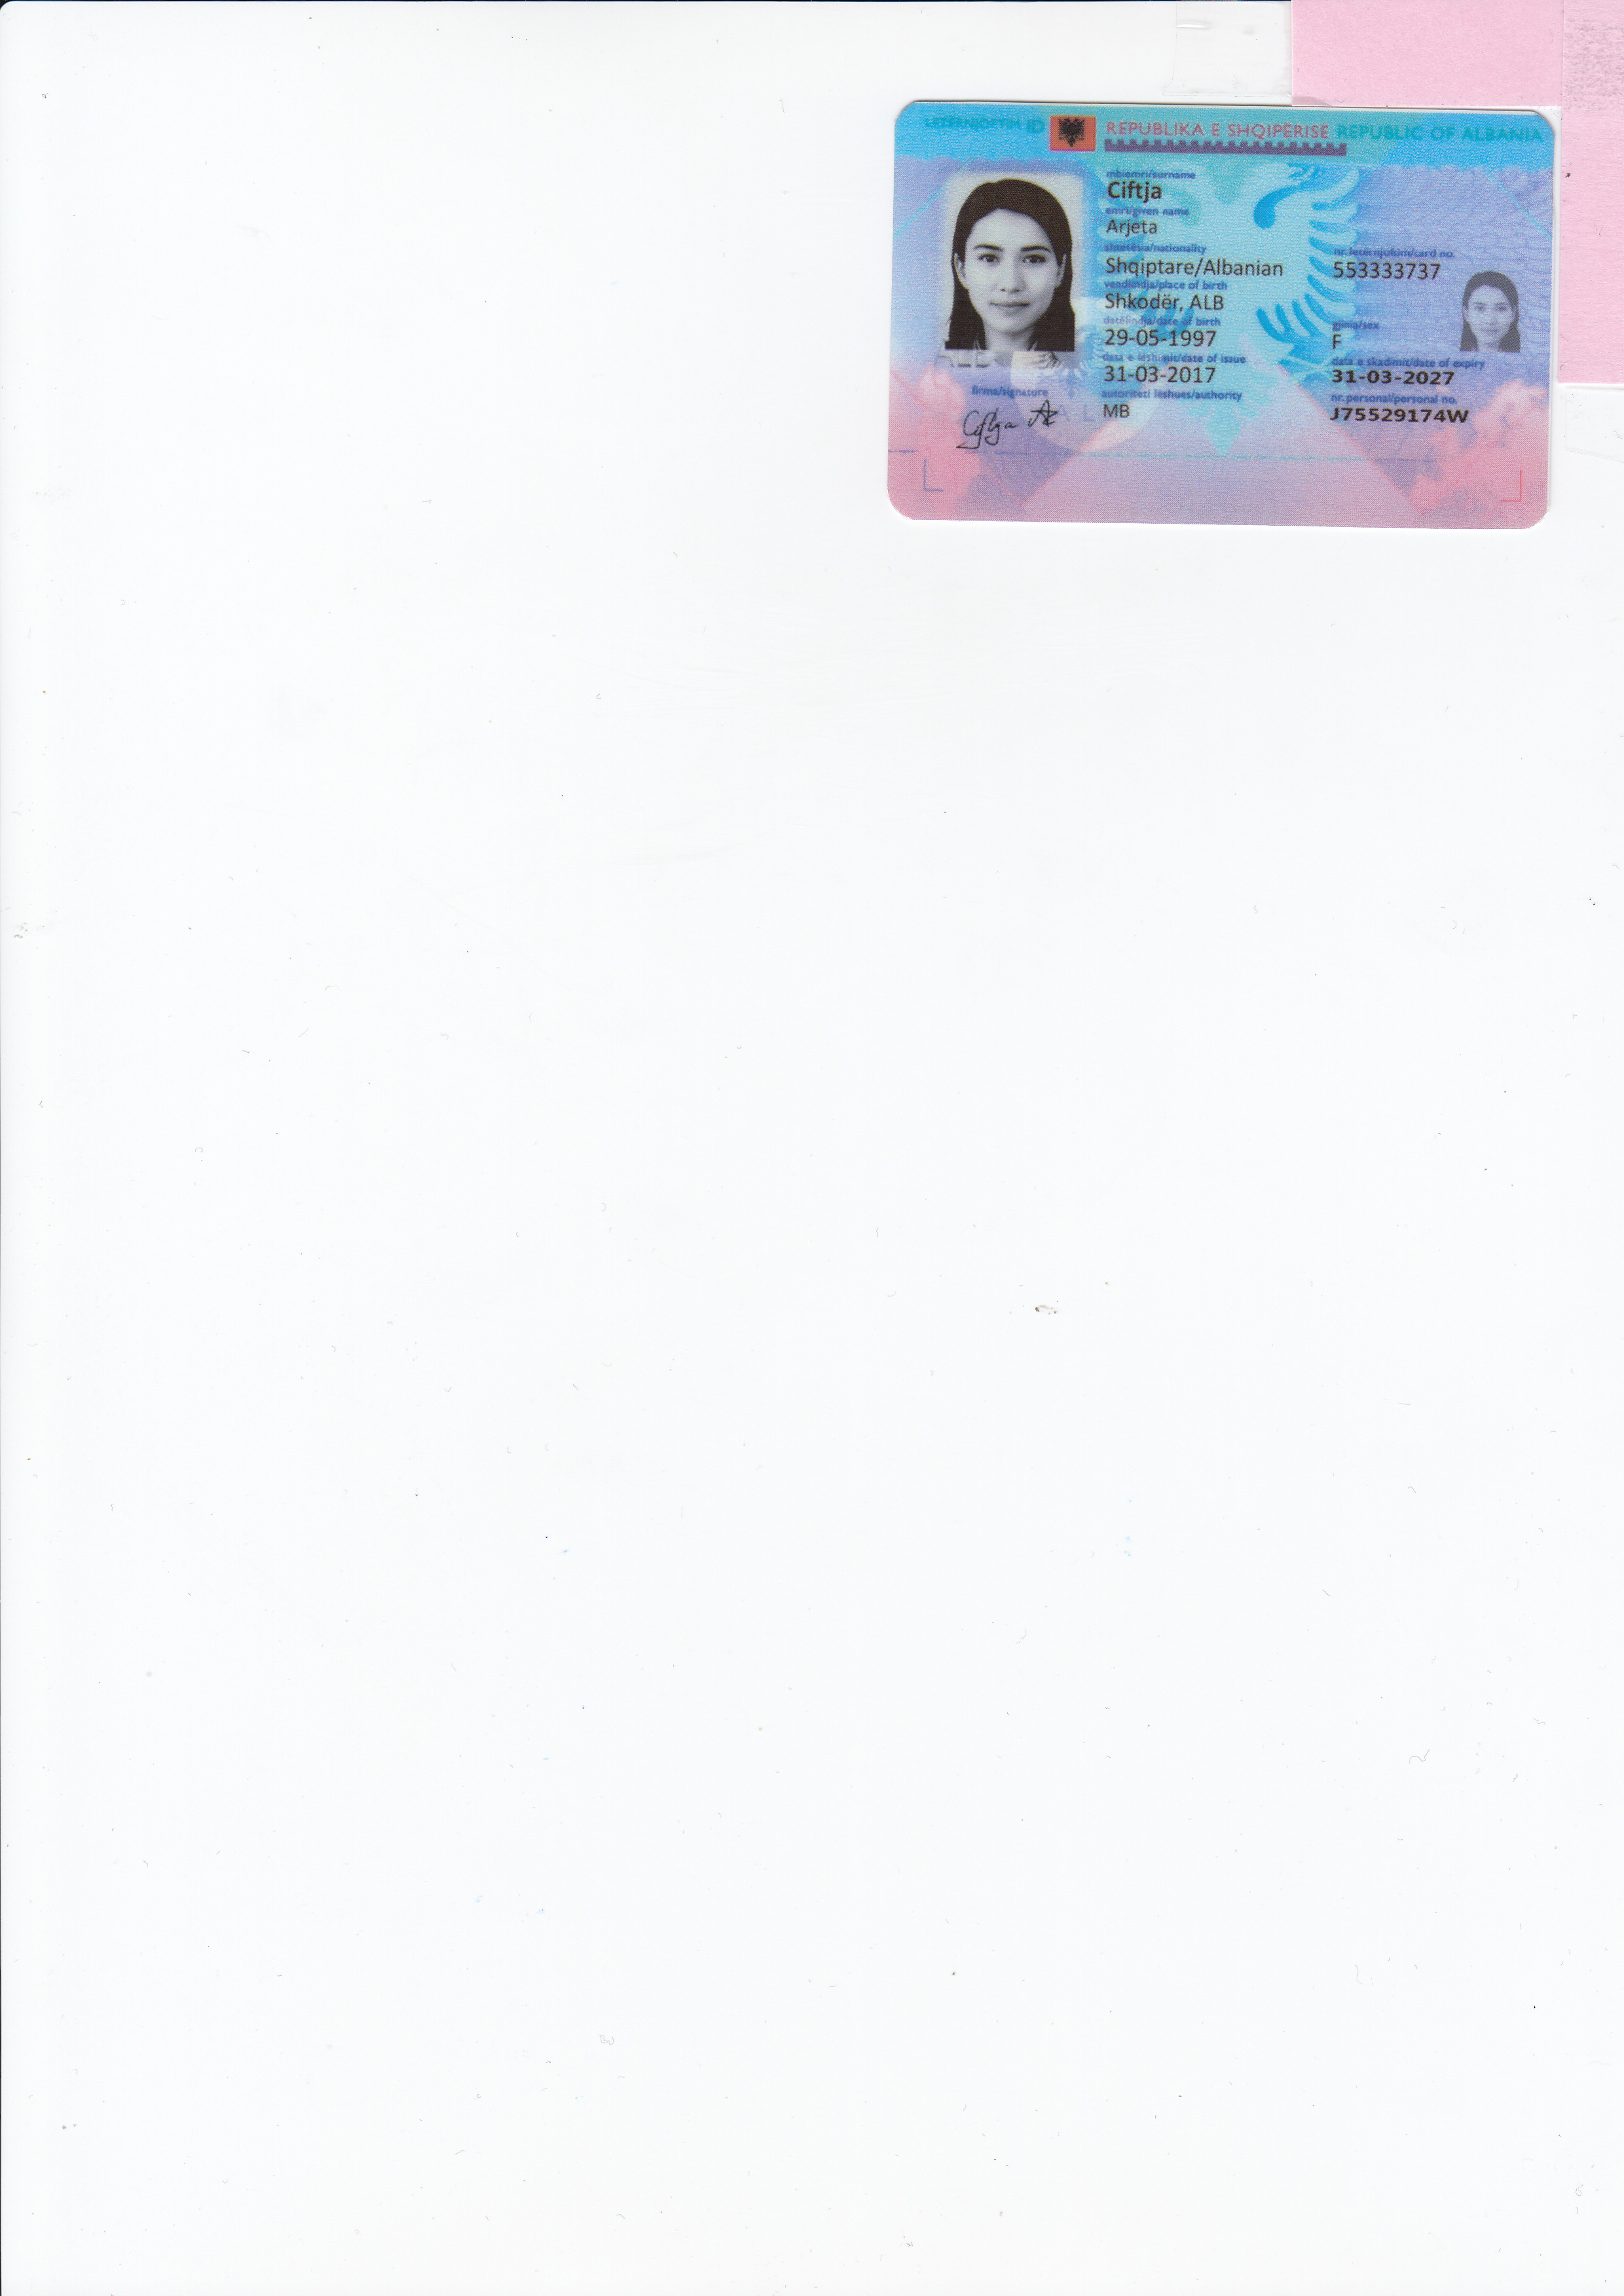 LETËRNJOFTIM ID REPUBLIKA E SHQIPËRISË REPUBLIC OF ALBANIA
mbiemri/surname
Ciftja
emri/given name
Arjeta
shtetësia/nationality
Shqiptare/Albanian
nr. letërnjoftimi/card no.
553333737
vendlindja/place of birth
Shkodër, ALB
datëlindja/date of birth
29-05-1997
gjinia/sex
F
data e lëshimit/date of issue
31-03-2017
data e skadimit/date of expiry
31-03-2027
autoriteti lëshues/authority
MB
nr. personal/personal no.
J75529174W
firma/signature
Ciftja A